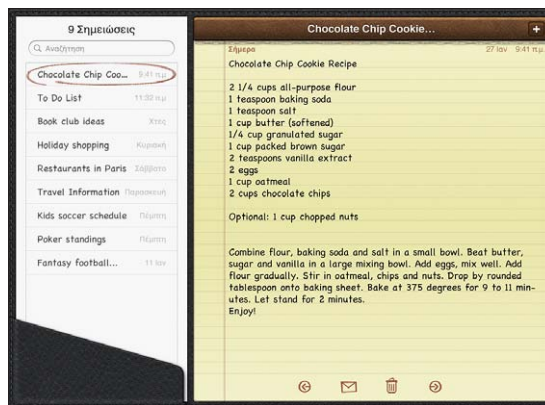 9 Σημειώσεις
Αναζήτηση
Chocolate Chip Coo... 9:41 π.μ
To Do List 11:32 π.μ
Book club ideas Χτες
Holiday shopping Κυριακή
Restaurants in Paris Σάββατο
Travel Information Παρασκευή
Kids soccer schedule Πέμπτη
Poker standings Πέμπτη
Fantasy football... 11 Ιαν
Chocolate Chip Cookie... +
Σήμερα 27 Ιαν 9:41 π.μ
Chocolate Chip Cookie Recipe
2 1/4 cups all-purpose flour
1 teaspoon baking soda
1 teaspoon salt
1 cup butter (softened)
1/4 cup granulated sugar
1 cup packed brown sugar
2 teaspoons vanilla extract
2 eggs
1 cup oatmeal
2 cups chocolate chips
Optional: 1 cup chopped nuts
Combine flour, baking soda and salt in a small bowl. Beat butter,
sugar and vanilla in a large mixing bowl. Add eggs, mix well. Add
flour gradually. Stir in oatmeal, chips and nuts. Drop by rounded
tablespoon onto baking sheet. Bake at 375 degrees for 9 to 11 min-
utes. Let stand for 2 minutes.
Enjoy!